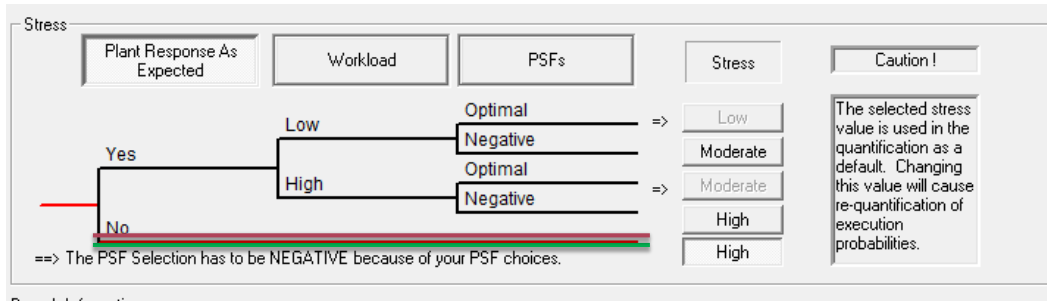 Stress
Plant Response As
Expected
Workload
PSFs
Stress
Caution !
Optimal
Low
=>
Low
Negative
Yes
Moderate
Optimal
High
=>
Moderate
Negative
High
No
High
The selected stress
value is used in the
quantification as a
default. Changing
this value will cause
re-quantification of
execution
probabilities.
==> The PSF Selection has to be NEGATIVE because of your PSF choices.